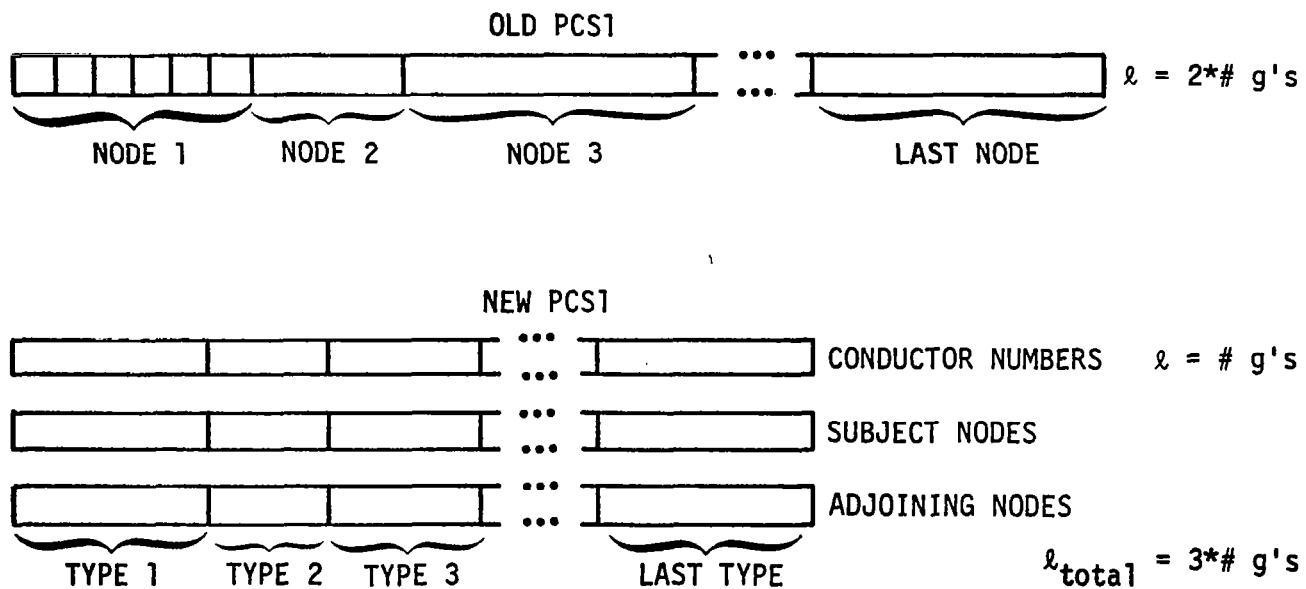 OLD PCS1
••• 
••• ℓ = 2*# g's
NODE 1 NODE 2 NODE 3 LAST NODE
NEW PCS1
•••
••• CONDUCTOR NUMBERS ℓ = # g's
•••
••• SUBJECT NODES
•••
••• ADJOINING NODES
TYPE 1 TYPE 2 TYPE 3 LAST TYPE ℓtotal = 3*# g's